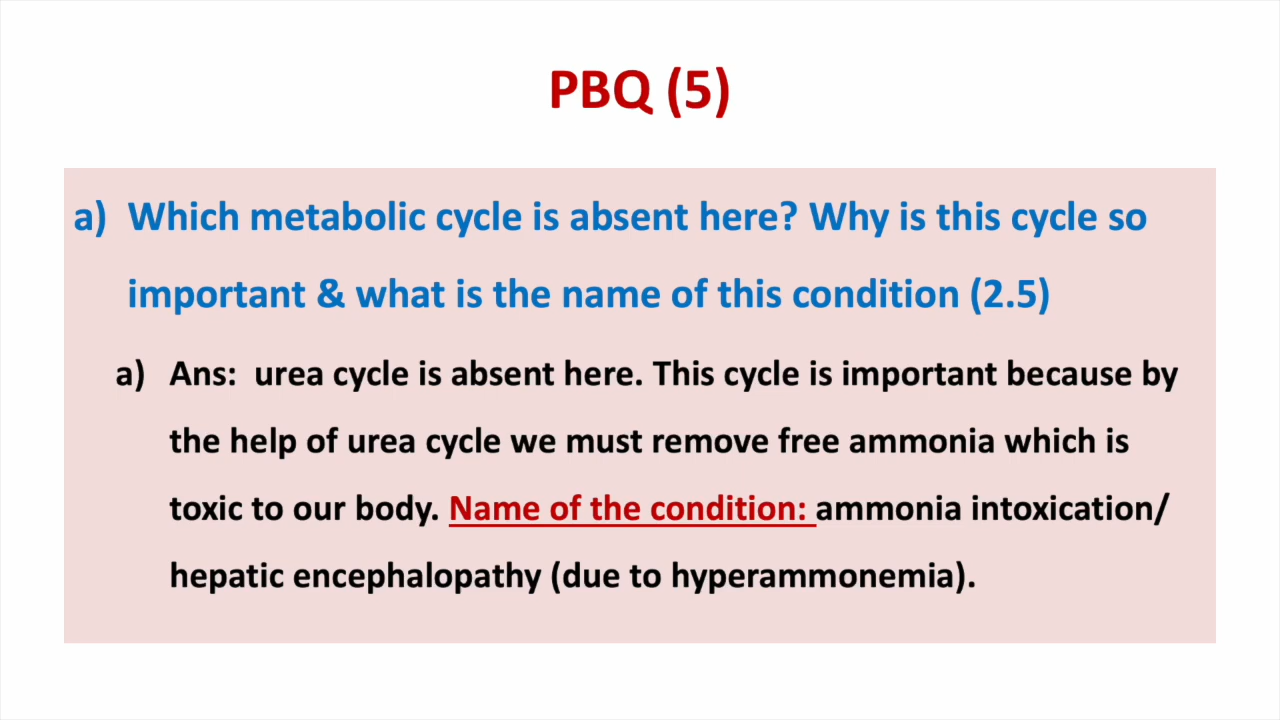 PBQ (5)
a) Which metabolic cycle is absent here? Why is this cycle so
important & what is the name of this condition (2.5)
a) Ans: urea cycle is absent here. This cycle is important because by
the help of urea cycle we must remove free ammonia which is
toxic to our body. Name of the condition: ammonia intoxication/
hepatic encephalopathy (due to hyperammonemia).